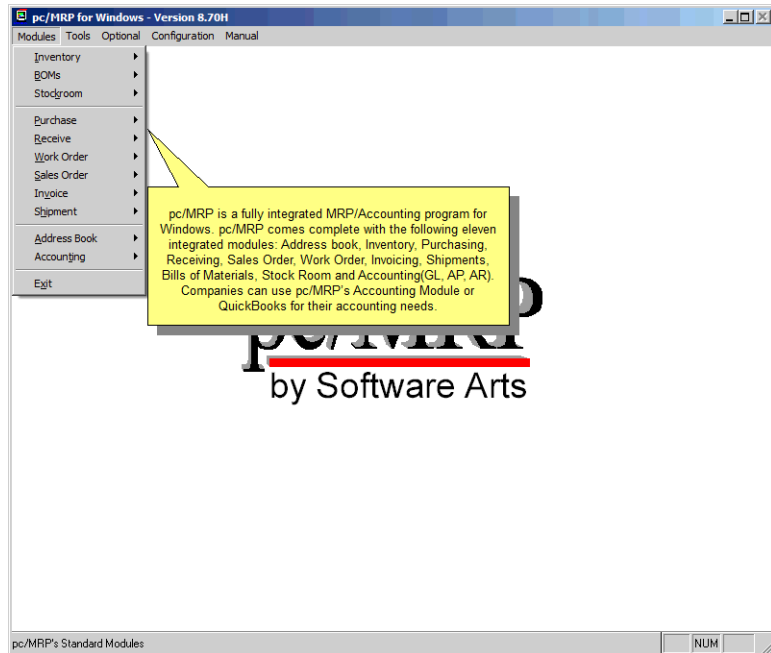 pc/MRP for Windows - Version 8.70H
Modules Tools Optional Configuration Manual
Inventory
BOMs
Stockroom
Purchase
Receive
Work Order
Sales Order
Invoice
Shipment
Address Book
Accounting
Exit
pc/MRP is a fully integrated MRP/Accounting program for
Windows. pc/MRP comes complete with the following eleven
integrated modules: Address book, Inventory, Purchasing,
Receiving, Sales Order, Work Order, Invoicing, Shipments,
Bills of Materials, Stock Room and Accounting(GL, AP, AR).
Companies can use pc/MRP's Accounting Module or
QuickBooks for their accounting needs.
pc/MRP
by Software Arts
pc/MRP's Standard Modules
NUM